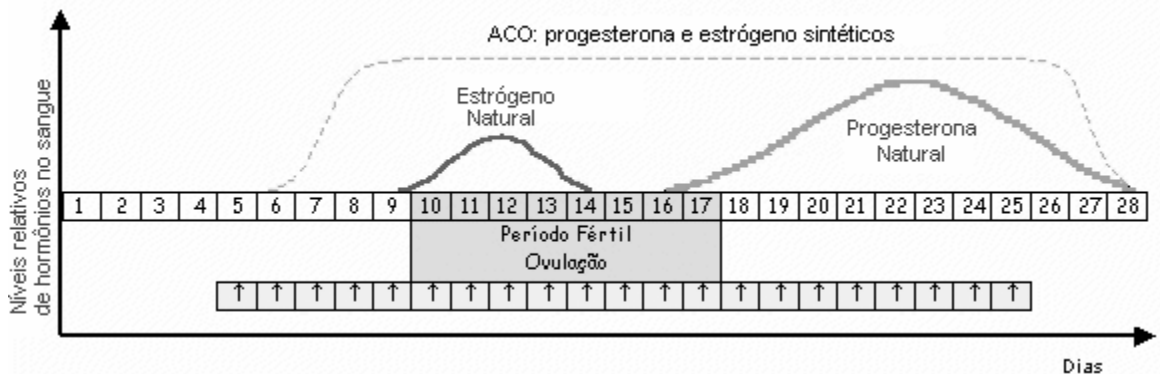 ACO: progesterona e estrógeno sintéticos
Estrógeno
Natural
Progesterona
Natural
Níveis relativos
de hormônios no sangue
1 2 3 4 5 6 7 8 9 10 11 12 13 14 15 16 17 18 19 20 21 22 23 24 25 26 27 28
Período Fértil
Ovulação
↑ ↑ ↑ ↑ ↑ ↑ ↑ ↑ ↑ ↑ ↑ ↑ ↑ ↑ ↑ ↑ ↑ ↑ ↑ ↑ ↑
Dias